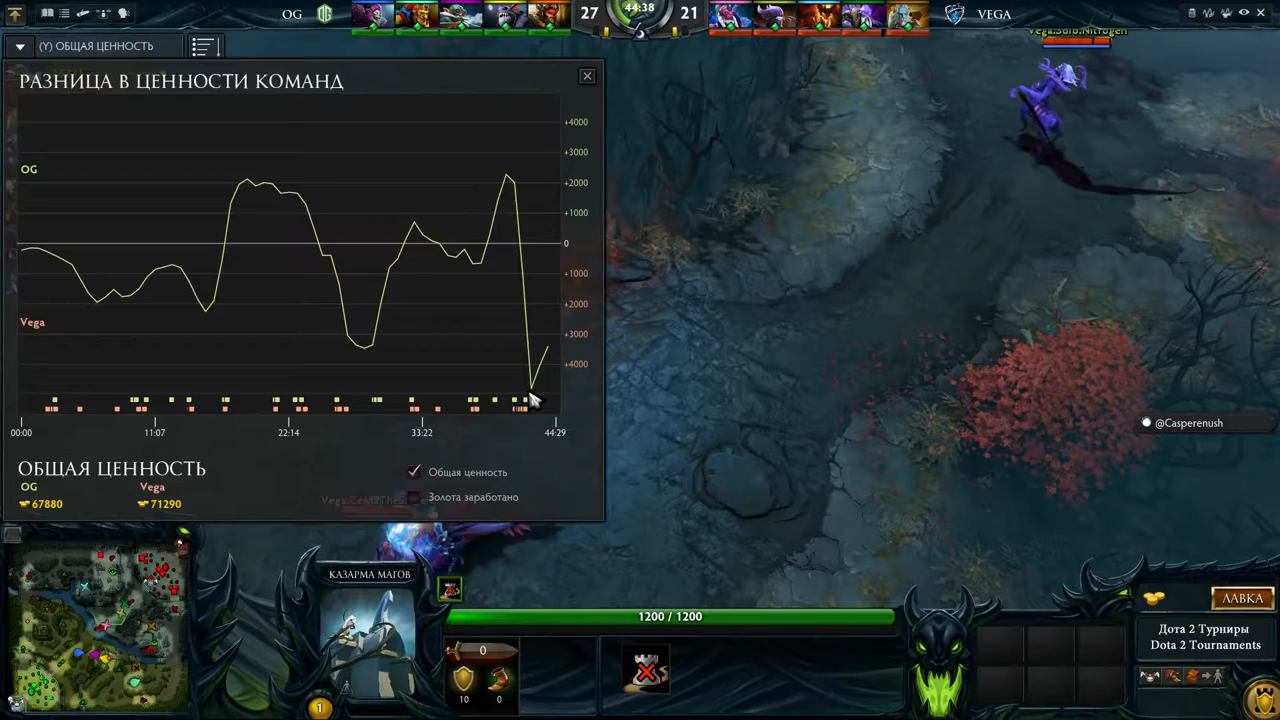 OG
27
44:38
21
VEGA
(Y) ОБЩАЯ ЦЕННОСТЬ
Vega.Solo.Nitrogen
РАЗНИЦА В ЦЕННОСТИ КОМАНД
+4000
+3000
OG
+2000
+1000
0
+1000
+2000
Vega
+3000
+4000
00:00
11:07
22:14
33:22
44:29
@Casperenush
ОБЩАЯ ЦЕННОСТЬ
OG
Vega
67880
71290
Общая ценность
Золота заработано
КАЗАРМА МАГОВ
1200 / 1200
0
10
0
1
ЛАВКА
Дота 2 Турниры
Dota 2 Tournaments